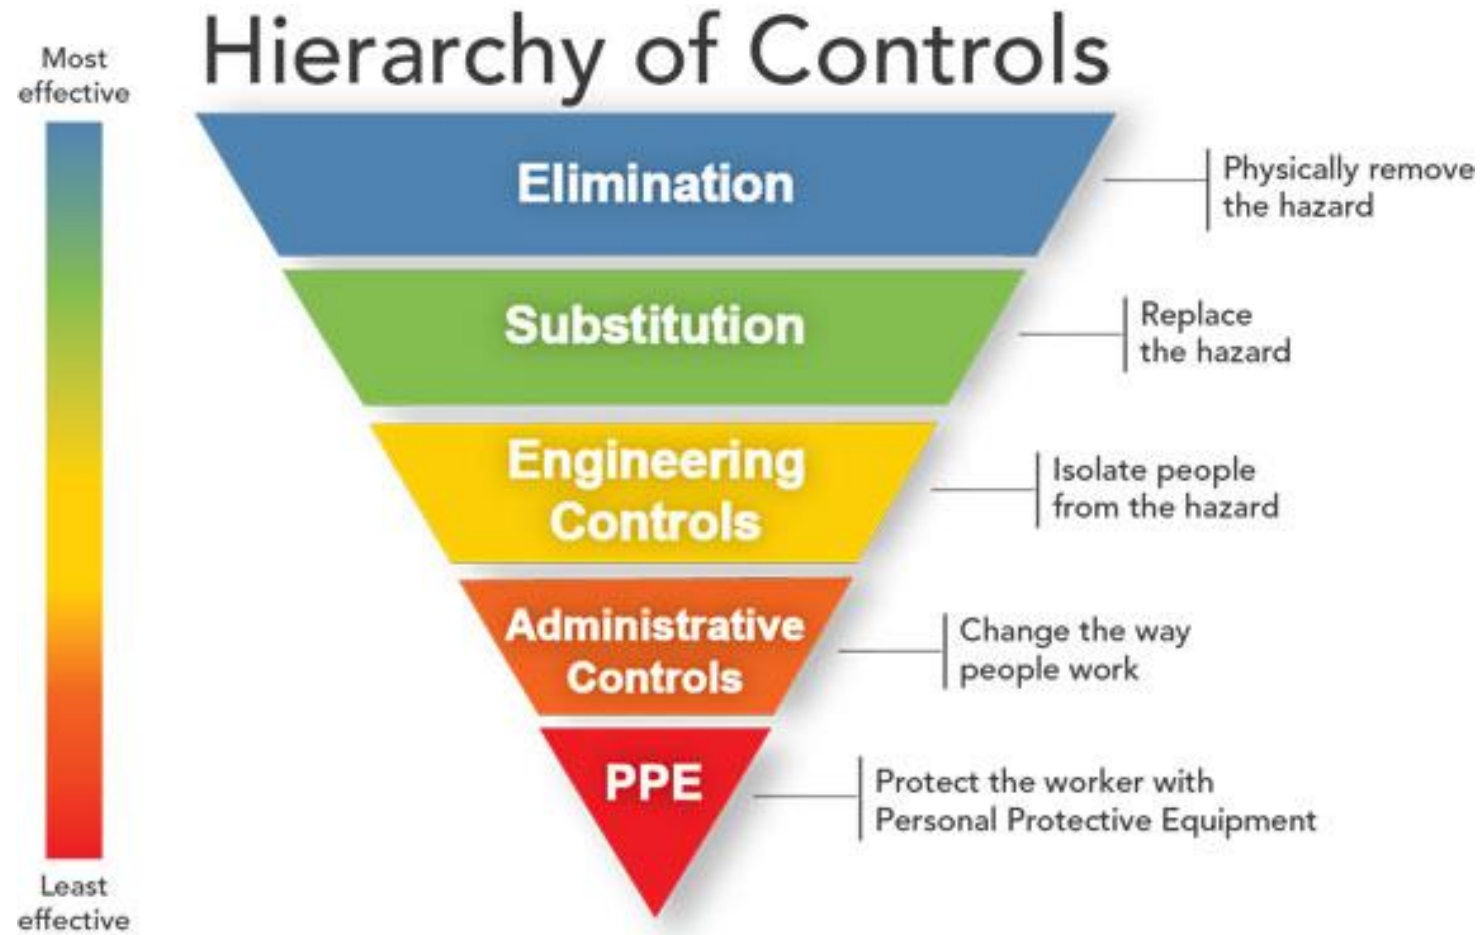 Hierarchy of Controls
Most
effective
Elimination
Physically remove
the hazard
Substitution
Replace
the hazard
Engineering
Controls
Isolate people
from the hazard
Administrative
Controls
Change the way
people work
PPE
Protect the worker with
Personal Protective Equipment
Least
effective